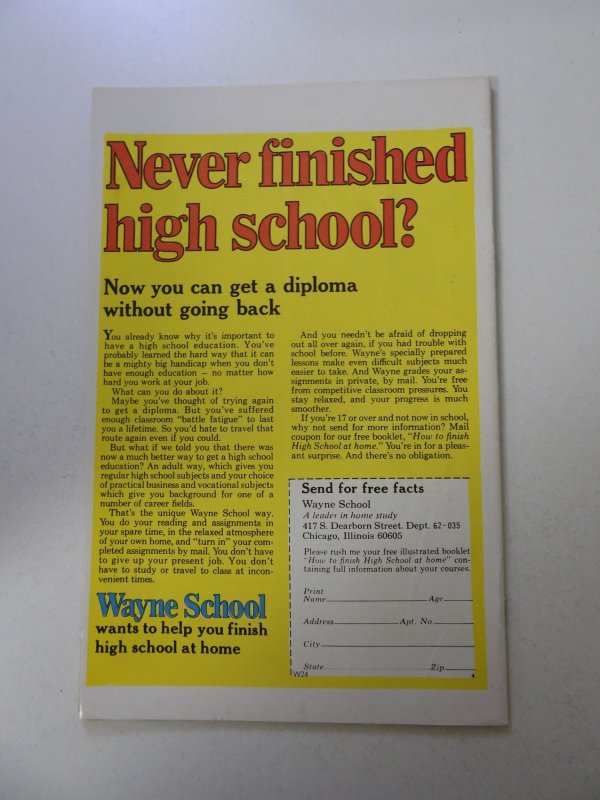 Never finished
high school?
Now you can get a diploma
without going back
You already know why it's important to
have a high school education. You've
probably learned the hard way that it can
be a mighty big handicap when you don't
have enough education — no matter how
hard you work at your job.
What can you do about it?
Maybe you've thought of trying again
to get a diploma. But you've suffered
enough classroom "battle fatigue" to last
you a lifetime. So you'd hate to travel that
route again even if you could.
But what if we told you that there was
now a much better way to get a high school
education? An adult way, which gives you
regular high school subjects and your choice
of practical business and vocational subjects
which give you background for one of a
number of career fields.
That's the unique Wayne School way.
You do your reading and assignments in
your spare time, in the relaxed atmosphere
of your own home, and "turn in" your com-
pleted assignments by mail. You don't have
to give up your present job. You don't
have to study or travel to class at incon-
venient times.
Wayne School
wants to help you finish
high school at home
And you needn't be afraid of dropping
out all over again, if you had trouble with
school before. Wayne's specially prepared
lessons make even difficult subjects much
easier to take. And Wayne grades your as-
signments in private, by mail. You're free
from competitive classroom pressures. You
stay relaxed, and your progress is much
smoother.
If you're 17 or over and not now in school,
why not send for more information? Mail
coupon for our free booklet, "How to finish
High School at home." You're in for a pleas-
ant surprise. And there's no obligation.
Send for free facts
Wayne School
A leader in home study
417 S. Dearborn Street. Dept. 62-035
Chicago, Illinois 60605
Please rush me your free illustrated booklet
"How to finish High School at home" con-
taining full information about your courses.
Print
Name Age
Address Apt. No.
City
State Zip
W24 4